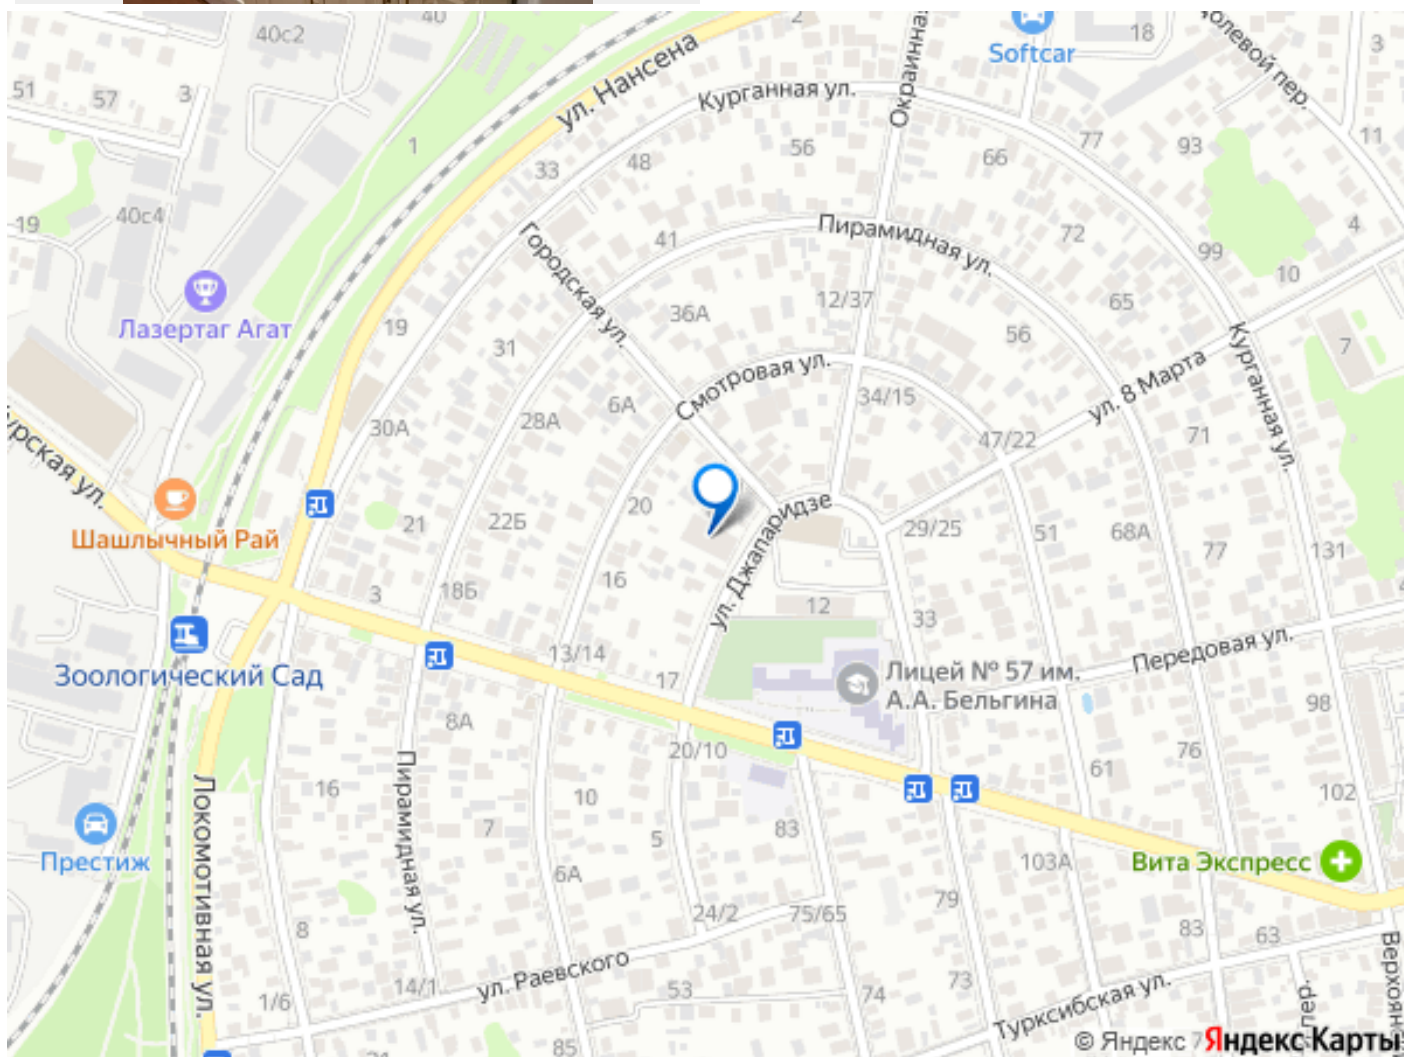 40
2
40с2
ул. Нансена
Softcar
18
3
51
57
3
Курганная ул.
Окраинная
олевой пер.
1
33
48
56
66
77
93
11
19
40с4
41
Пирамидная ул.
72
99
4
10
Городская ул.
Лазертаг Агат
19
31
36А
12/37
65
56
Курганная ул.
7
Смотровая ул.
ул. 8 Марта
6А
34/15
30А
28А
47/22
71
урская ул.
20
21
22Б
ул. Джапаридзе
29/25
51
68А
77
131
Шашлычный Рай
3
18Б
16
12
33
13/14
Передовая ул.
Зоологический Сад
17
Лицей № 57 им.
А.А. Бельгина
98
8А
20/10
76
Пирамидная ул.
Локомотивная ул.
16
10
61
102
7
5
83
Престиж
103А
Вита Экспресс
6А
79
8
24/2
75/65
83
63
ул. Раевского
14/1
1/6
53
74
73
Турксибская ул.
85
© Яндекс
Яндекс Карты